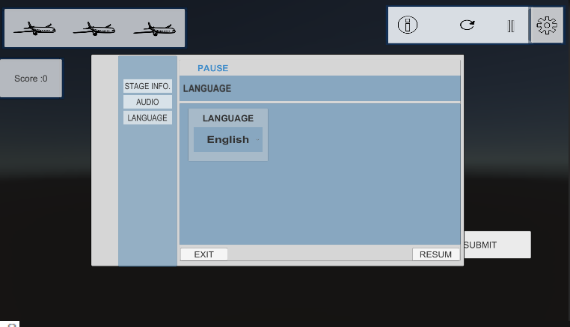 Score :0
PAUSE
STAGE INFO.
AUDIO
LANGUAGE
LANGUAGE
LANGUAGE
English
EXIT
RESUM
SUBMIT